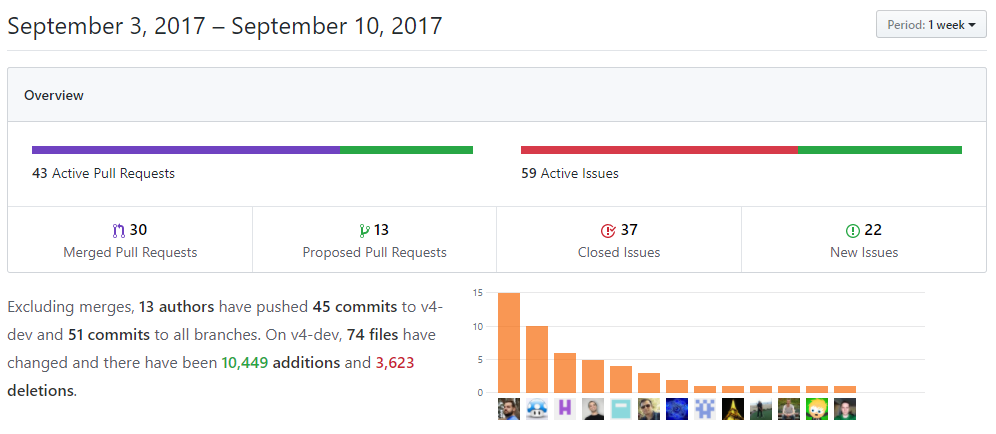 September 3, 2017 – September 10, 2017
Period: 1 week
Overview
43 Active Pull Requests
59 Active Issues
30
Merged Pull Requests
13
Proposed Pull Requests
37
Closed Issues
22
New Issues
Excluding merges, 13 authors have pushed 45 commits to v4-
dev and 51 commits to all branches. On v4-dev, 74 files have
changed and there have been 10,449 additions and 3,623
deletions.
15
10
5
0